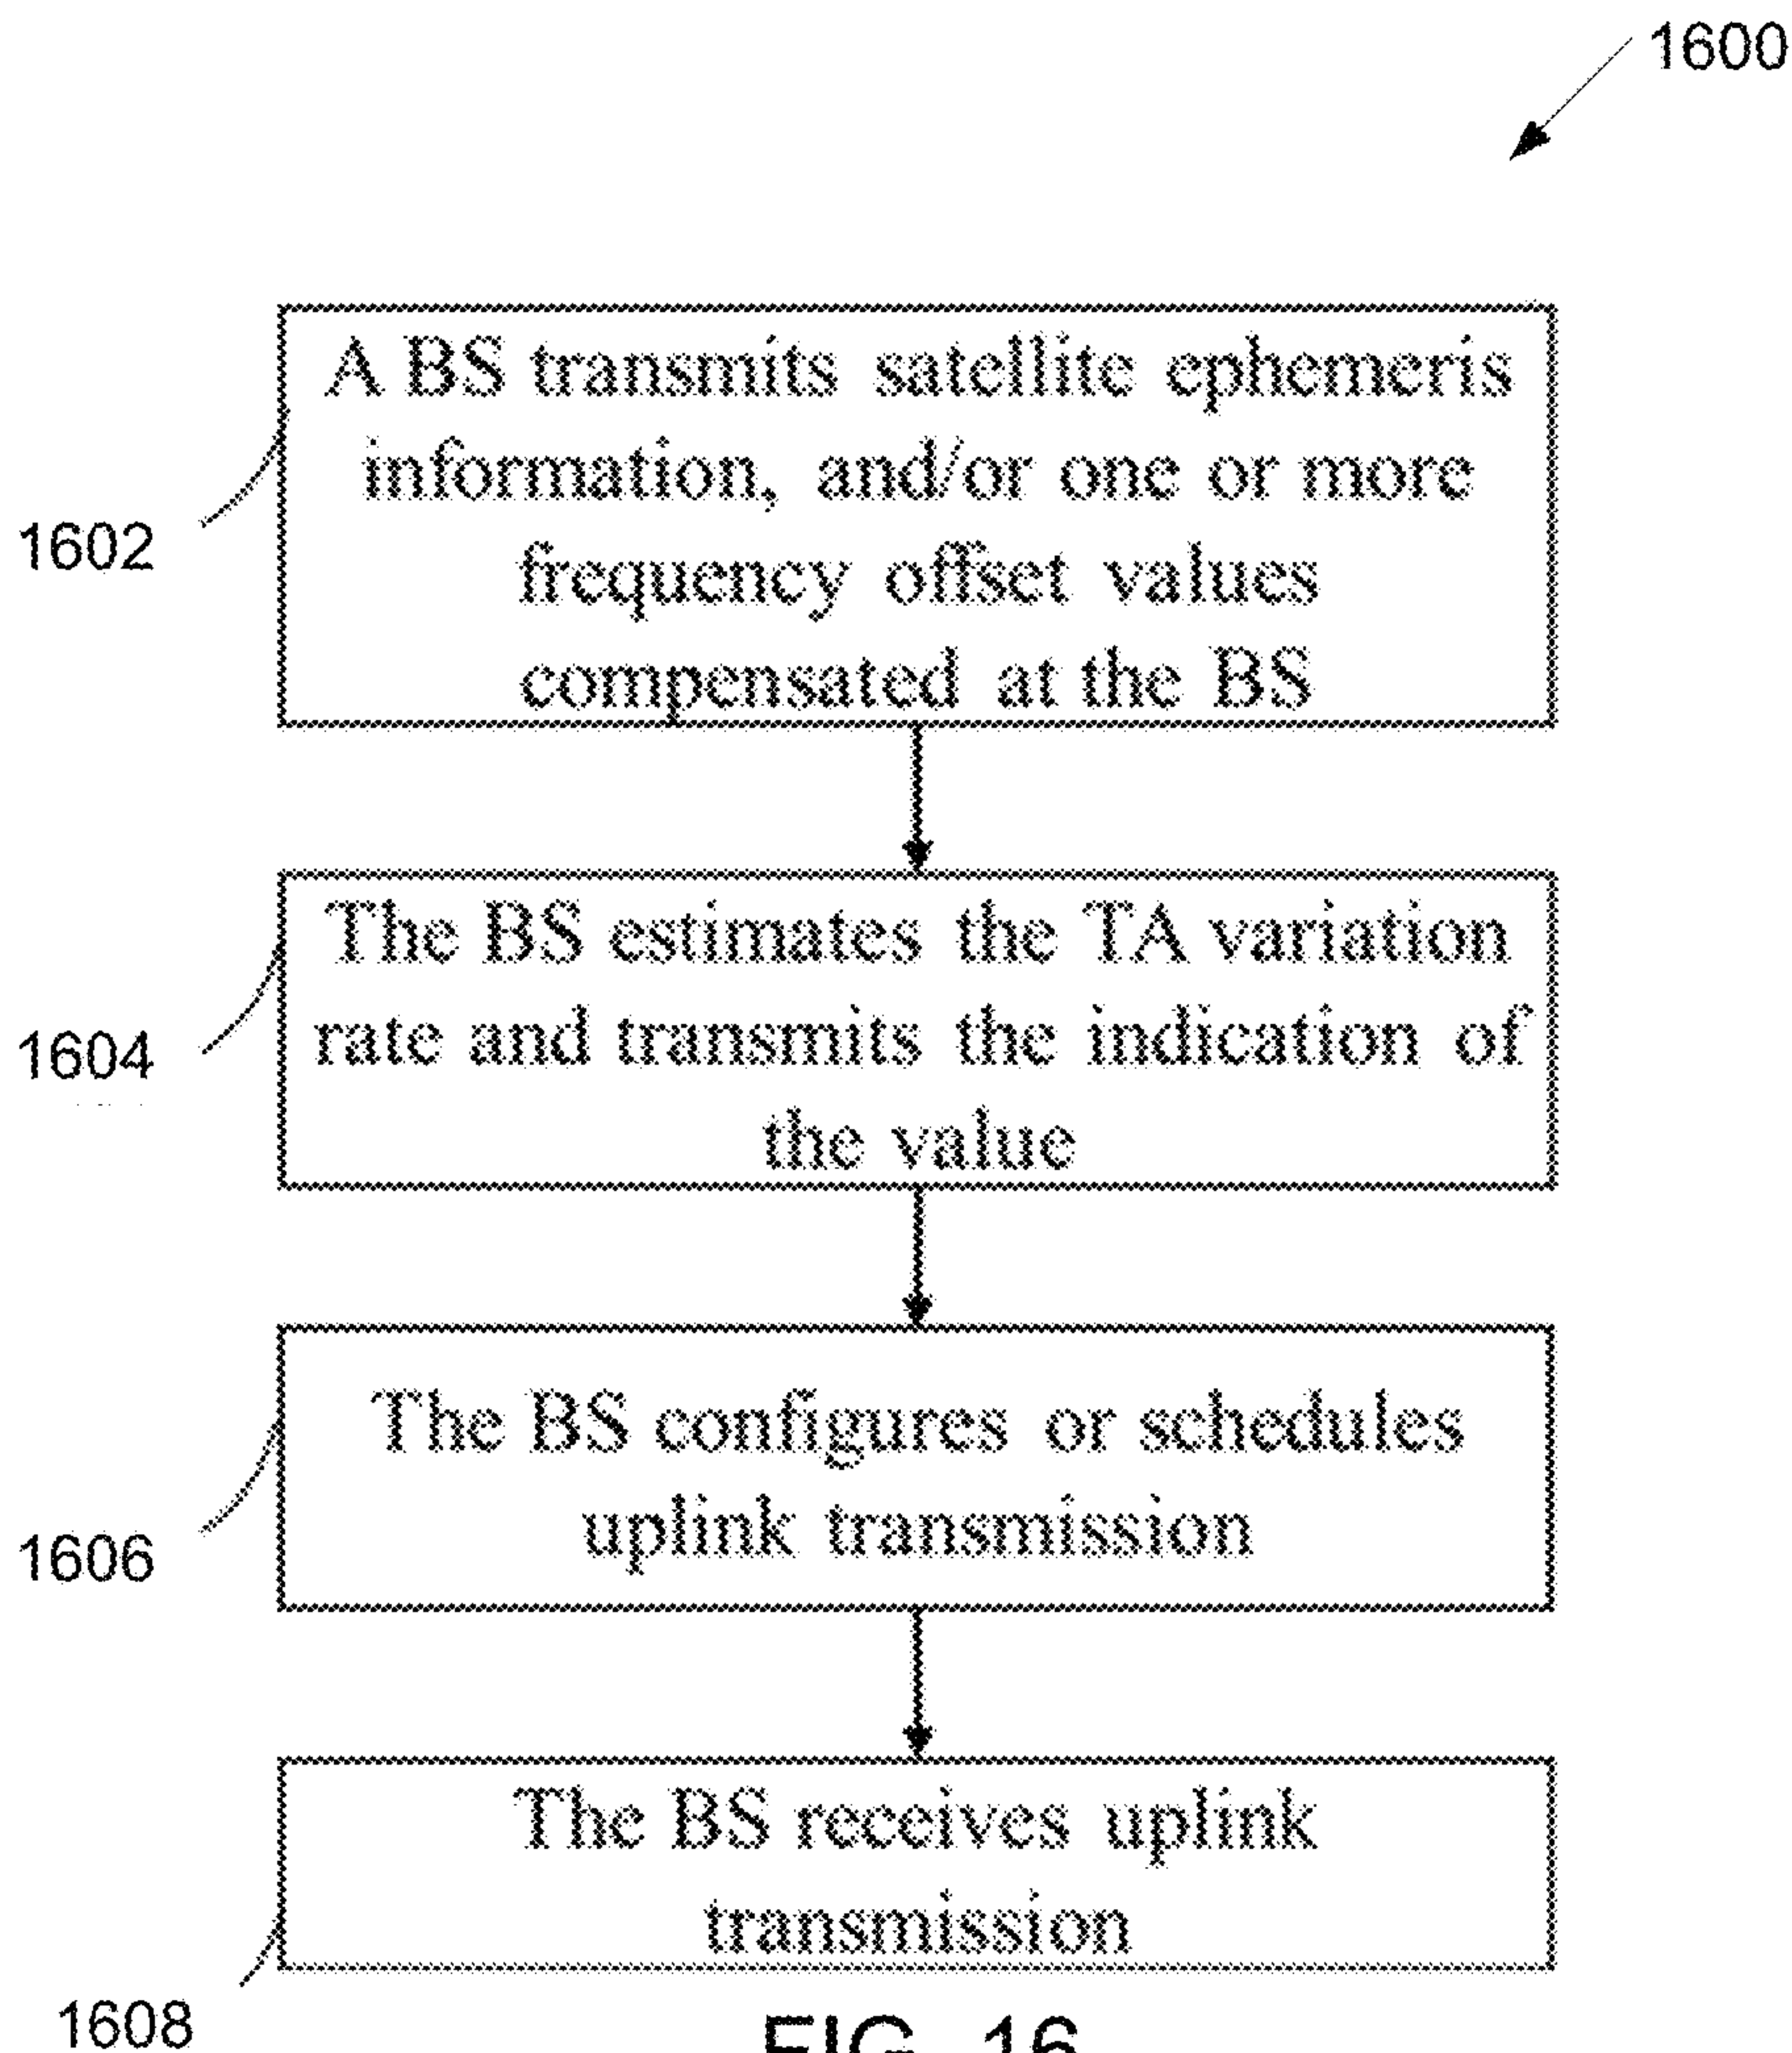 1600
A BS transmits satellite ephemeris
information, and/or one or more
frequency offset values
compensated at the BS
1602
The BS estimates the TA variation
rate and transmits the indication of
the value
1604
The BS configures or schedules
uplink transmission
1606
The BS receives uplink
transmission
1608
FIG. 16